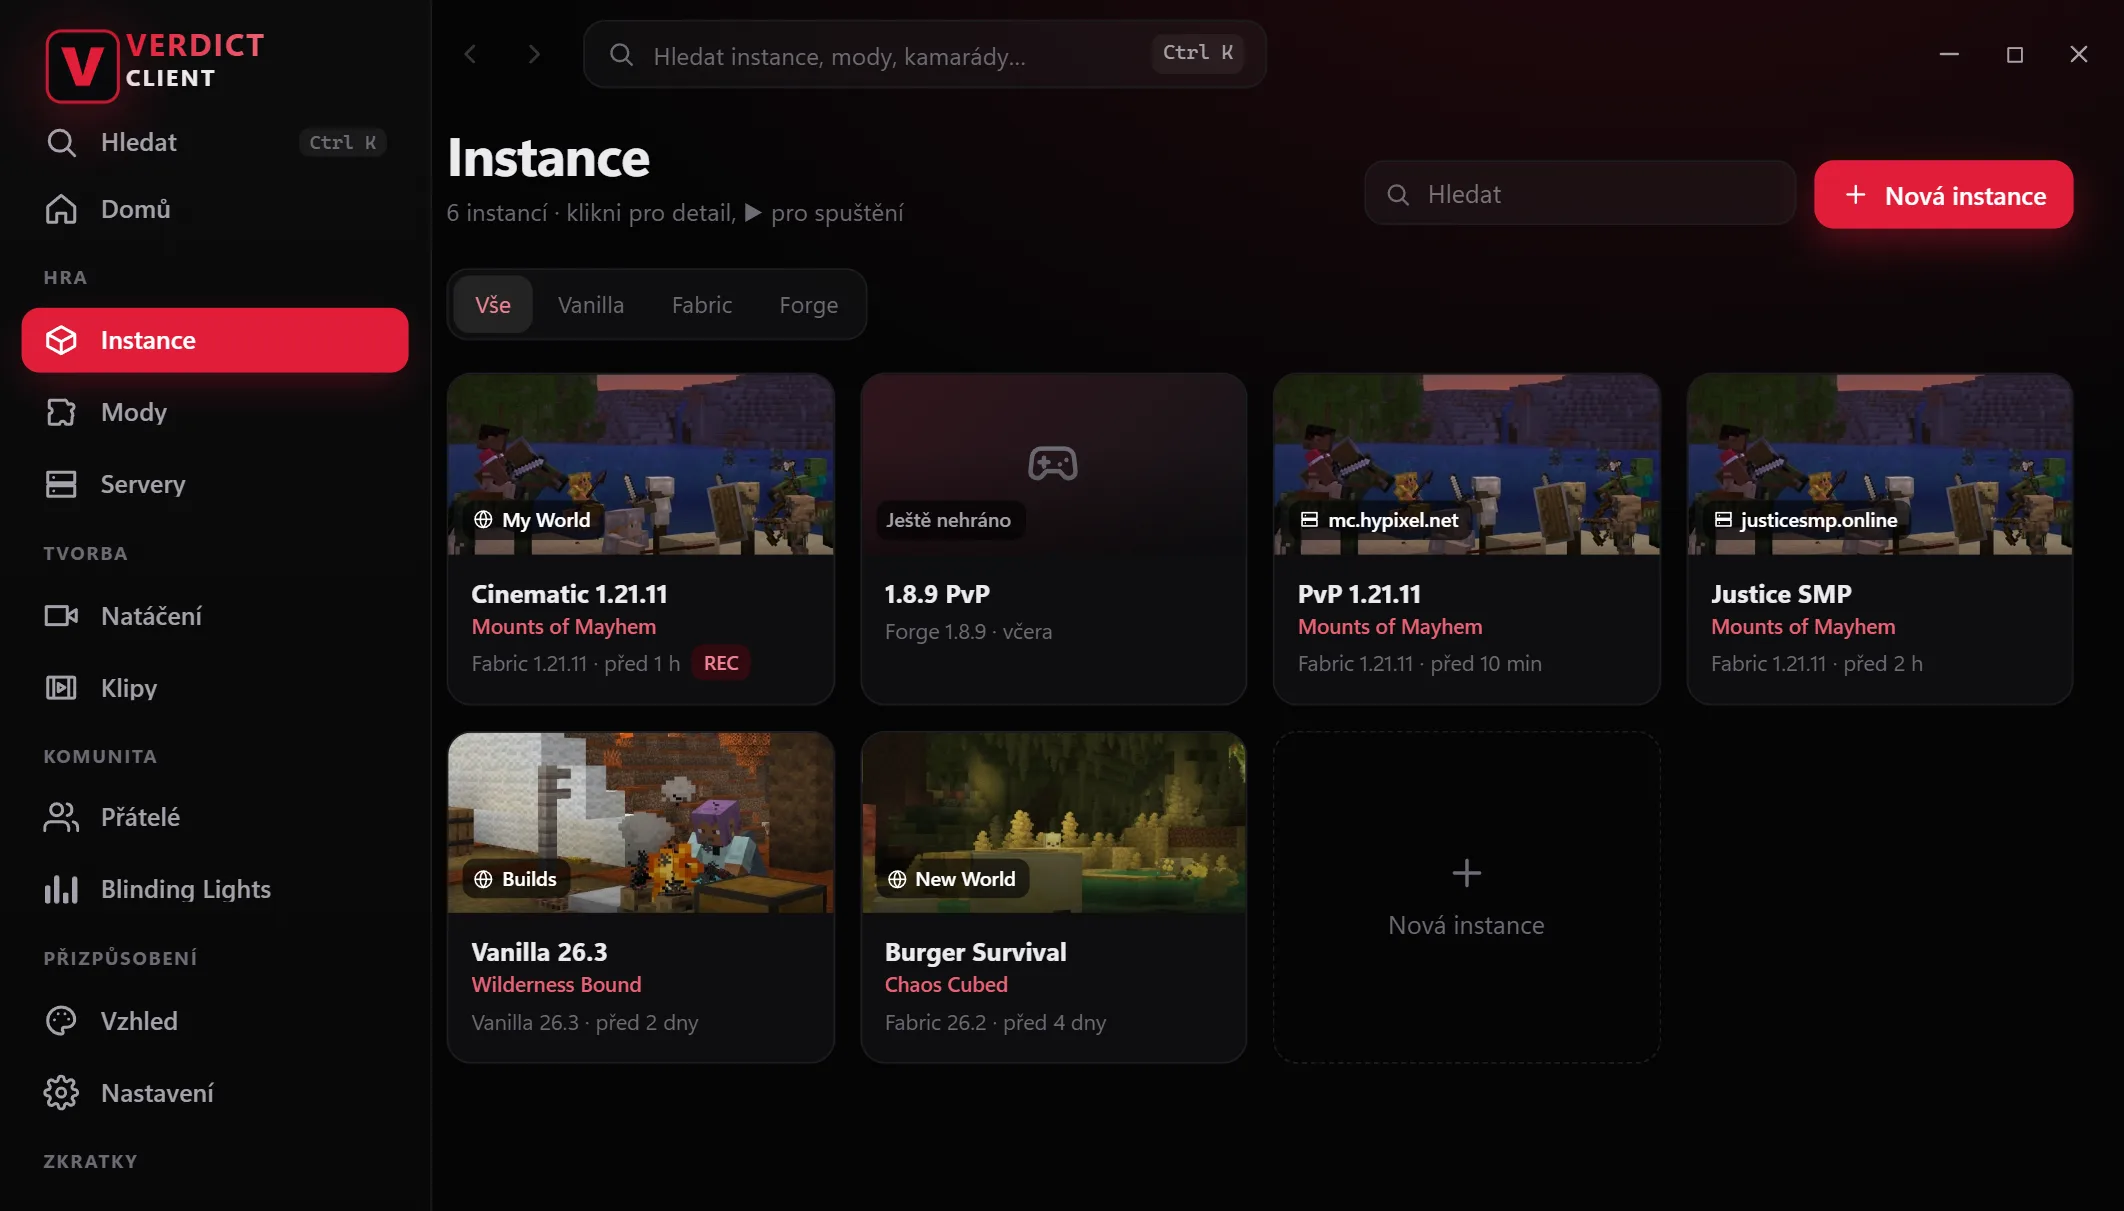 VERDICT
CLIENT
Hledat
Ctrl K
Domů
HRA
Instance
Mody
Servery
TVORBA
Natáčení
Klipy
KOMUNITA
Přátelé
Blinding Lights
PŘIZPŮSOBENÍ
Vzhled
Nastavení
ZKRATKY
Hledat instance, mody, kamarády...
Ctrl K
Instance
6 instancí · klikni pro detail, ▶ pro spuštění
Hledat
+ Nová instance
Vše
Vanilla
Fabric
Forge
My World
Cinematic 1.21.11
Mounts of Mayhem
Fabric 1.21.11 · před 1 h
REC
Ještě nehráno
1.8.9 PvP
Forge 1.8.9 · včera
mc.hypixel.net
PvP 1.21.11
Mounts of Mayhem
Fabric 1.21.11 · před 10 min
justicesmp.online
Justice SMP
Mounts of Mayhem
Fabric 1.21.11 · před 2 h
Builds
Vanilla 26.3
Wilderness Bound
Vanilla 26.3 · před 2 dny
New World
Burger Survival
Chaos Cubed
Fabric 26.2 · před 4 dny
+
Nová instance